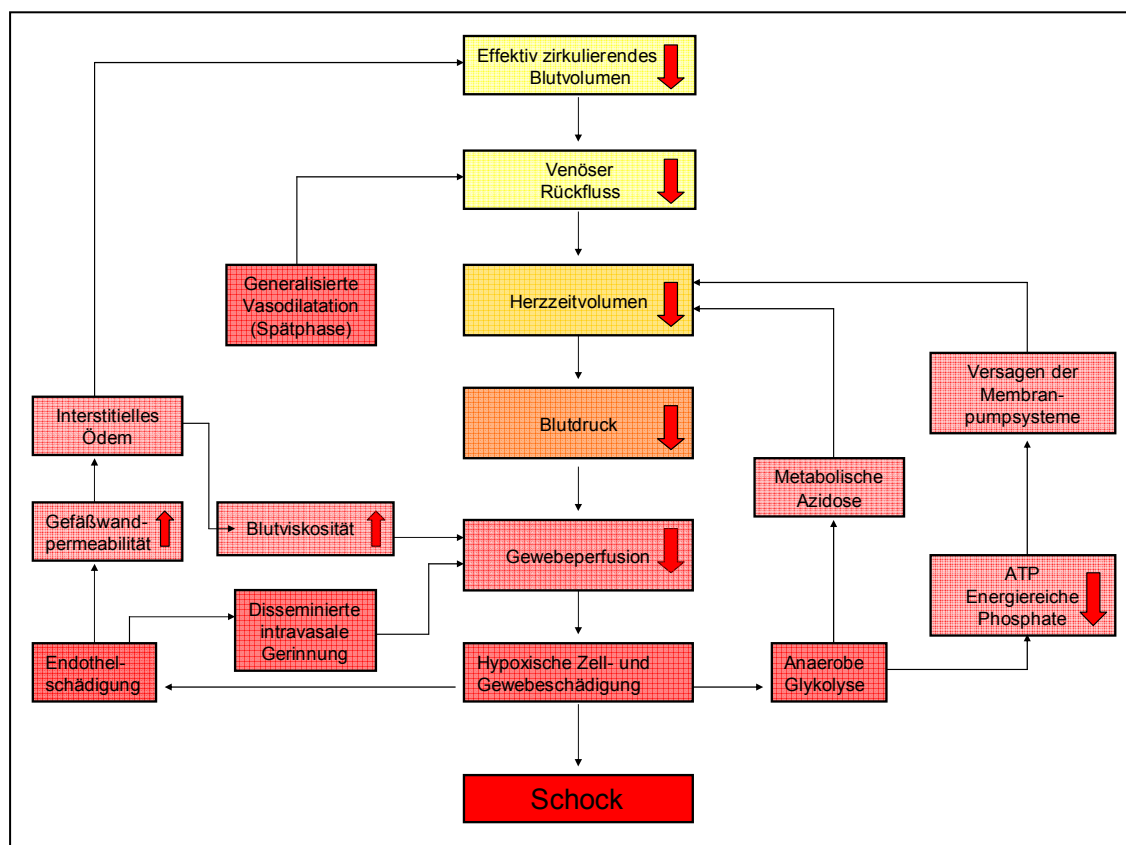 Effektiv zirkulierendes
Blutvolumen
Venöser
Rückfluss
Generalisierte
Vasodilatation
(Spätphase)
Herzzeitvolumen
Versagen der
Membran-
pumpsysteme
Interstitielles
Ödem
Blutdruck
Metabolische
Azidose
Gefäßwand-
permeabilität
Blutviskosität
Gewebeperfusion
ATP
Energiereiche
Phosphate
Disseminierte
intravasale
Gerinnung
Endothel-
schädigung
Hypoxische Zell- und
Gewebeschädigung
Anaerobe
Glykolyse
Schock